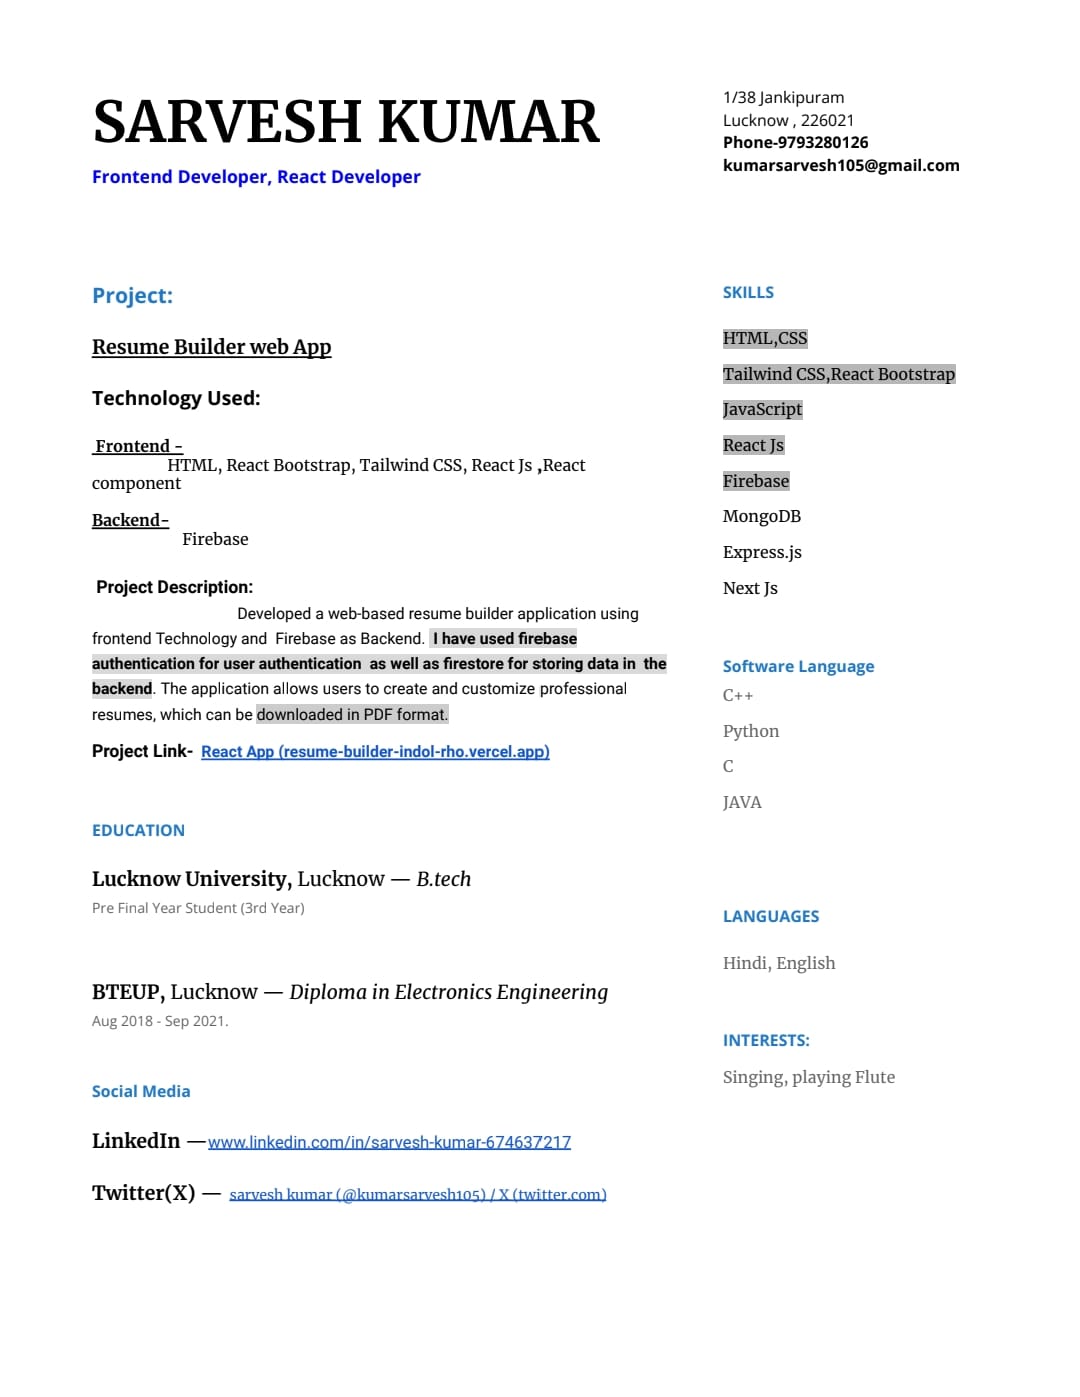 SARVESH KUMAR
Frontend Developer, React Developer
1/38 Jankipuram
Lucknow , 226021
Phone-9793280126
kumarsarvesh105@gmail.com
Project:
Resume Builder web App
Technology Used:
Frontend -
HTML, React Bootstrap, Tailwind CSS, React Js ,React
component
Backend-
Firebase
Project Description:
Developed a web-based resume builder application using
frontend Technology and Firebase as Backend. I have used firebase
authentication for user authentication as well as firestore for storing data in the
backend. The application allows users to create and customize professional
resumes, which can be downloaded in PDF format.
Project Link- React App (resume-builder-indol-rho.vercel.app)
EDUCATION
Lucknow University, Lucknow — B.tech
Pre Final Year Student (3rd Year)
BTEUP, Lucknow — Diploma in Electronics Engineering
Aug 2018 - Sep 2021.
Social Media
LinkedIn —www.linkedin.com/in/sarvesh-kumar-674637217
Twitter(X) — sarvesh kumar (@kumarsarvesh105) / X (twitter.com)
SKILLS
HTML,CSS
Tailwind CSS,React Bootstrap
JavaScript
React Js
Firebase
MongoDB
Express.js
Next Js
Software Language
C++
Python
C
JAVA
LANGUAGES
Hindi, English
INTERESTS:
Singing, playing Flute